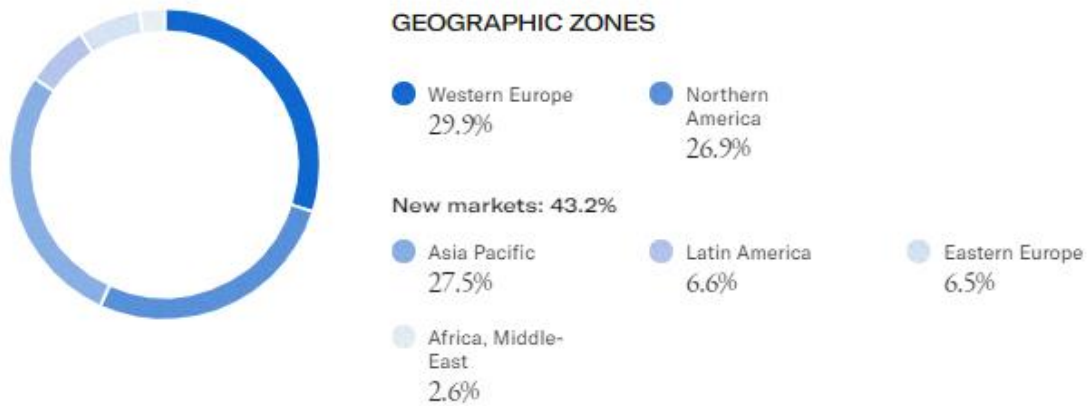 GEOGRAPHIC ZONES
Western Europe
29.9%
Northern
America
26.9%
New markets: 43.2%
Asia Pacific
27.5%
Latin America
6.6%
Eastern Europe
6.5%
Africa, Middle-
East
2.6%